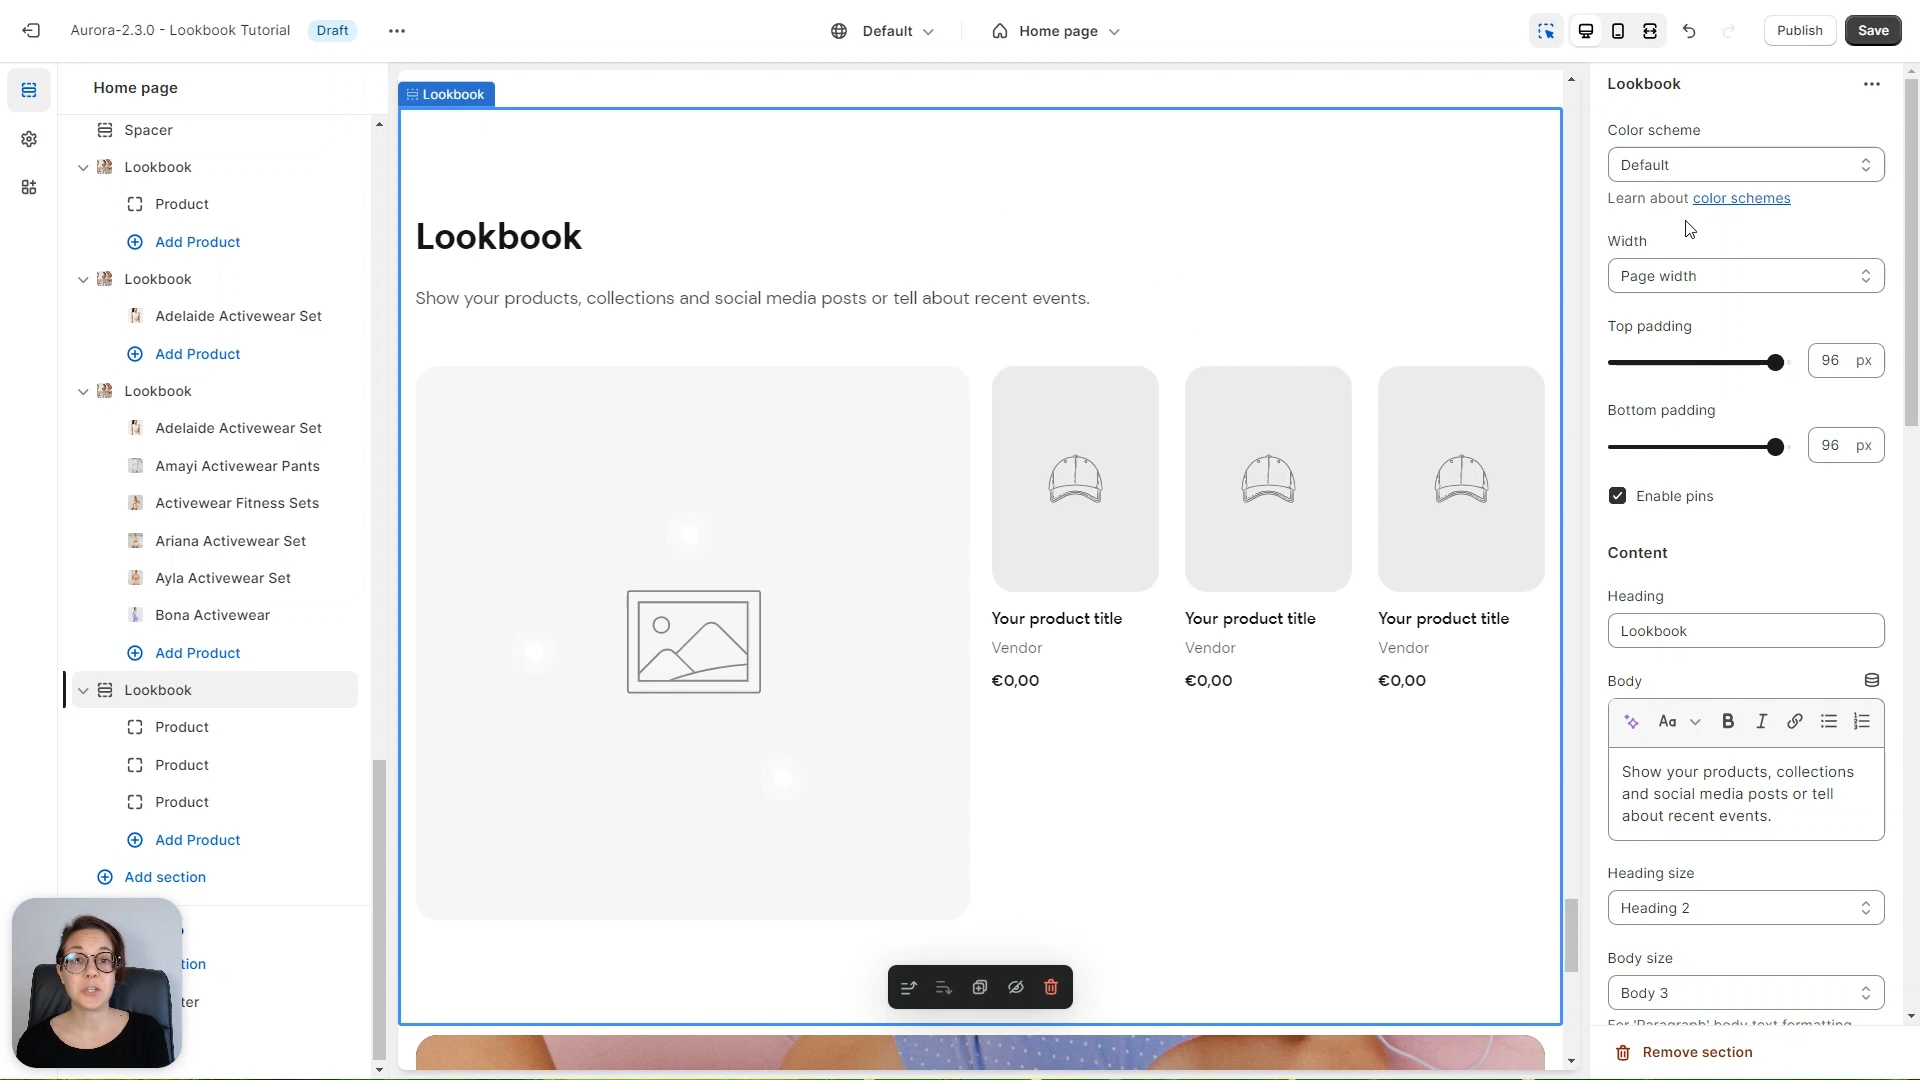 Aurora-2.3.0 - Lookbook Tutorial
Draft
Default
Home page
Publish
Save
Home page
Spacer
Lookbook
Product
Add Product
Lookbook
Adelaide Activewear Set
Add Product
Lookbook
Adelaide Activewear Set
Amayi Activewear Pants
Activewear Fitness Sets
Ariana Activewear Set
Ayla Activewear Set
Bona Activewear
Add Product
Lookbook
Product
Product
Product
Add Product
Add section
tion
ter
Lookbook
Lookbook
Show your products, collections and social media posts or tell about recent events.
Your product title
Vendor
€0,00
Your product title
Vendor
€0,00
Your product title
Vendor
€0,00
Lookbook
Color scheme
Default
Learn about color schemes
Width
Page width
Top padding
96 px
Bottom padding
96 px
Enable pins
Content
Heading
Lookbook
Body
Aa
B
I
Show your products, collections
and social media posts or tell
about recent events.
Heading size
Heading 2
Body size
Body 3
For 'Paragraph' body text formatting
Remove section